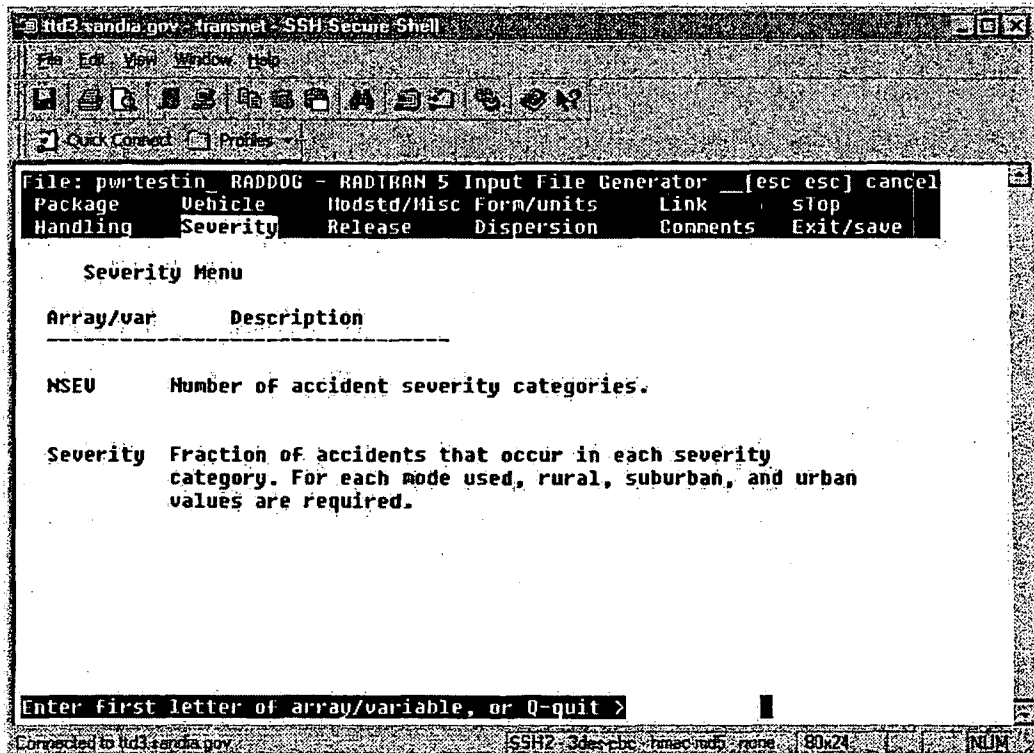 ttd3.sandia.gov - transnet - SSH Secure Shell
File Edit View Window Help
Quick Connect Profiles
File: pwrtestin_ RADDOG - RADTRAN 5 Input File Generator __[esc esc] cancel
Package Vehicle Modstd/Misc Form/units Link sTop
Handling Severity Release Dispersion Comments Exit/save
Severity Menu
Array/var Description
NSEV Number of accident severity categories.
Severity Fraction of accidents that occur in each severity
category. For each mode used, rural, suburban, and urban
values are required.
Enter first letter of array/variable, or Q-quit >
Connected to ttd3.sandia.gov SSH2 - 3des-cbc - hmac-md5 - none 80x24 NUM